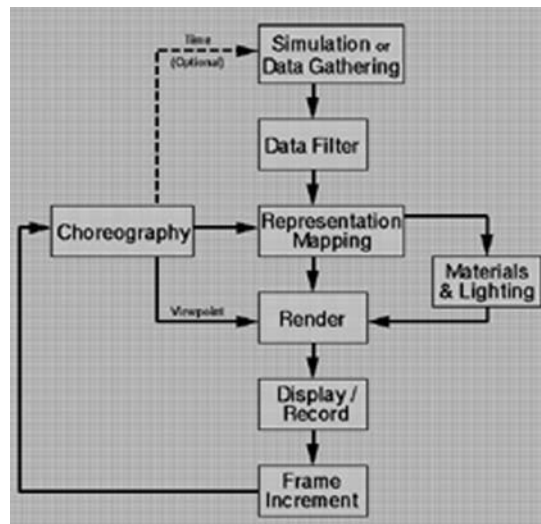 Time
(Optional)
Simulation or
Data Gathering
Data Filter
Choreography
Representation
Mapping
Materials
& Lighting
Viewpoint
Render
Display /
Record
Frame
Increment